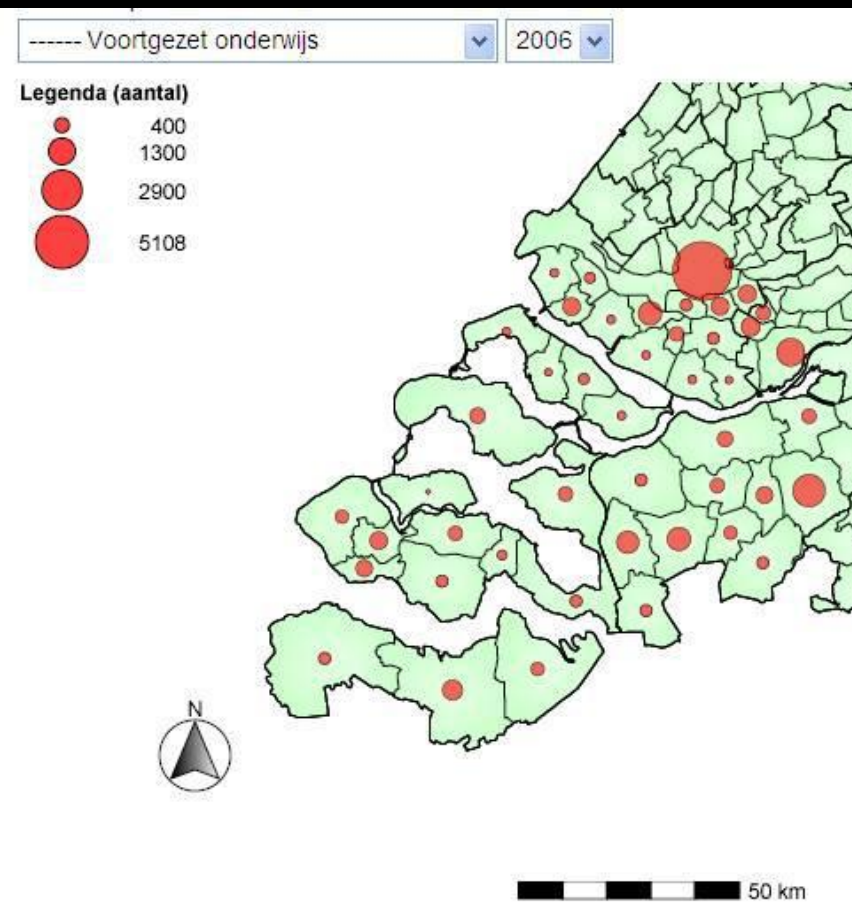 ------ Voortgezet onderwijs 2006
Legenda (aantal)
400
1300
2900
5108
N
50 km